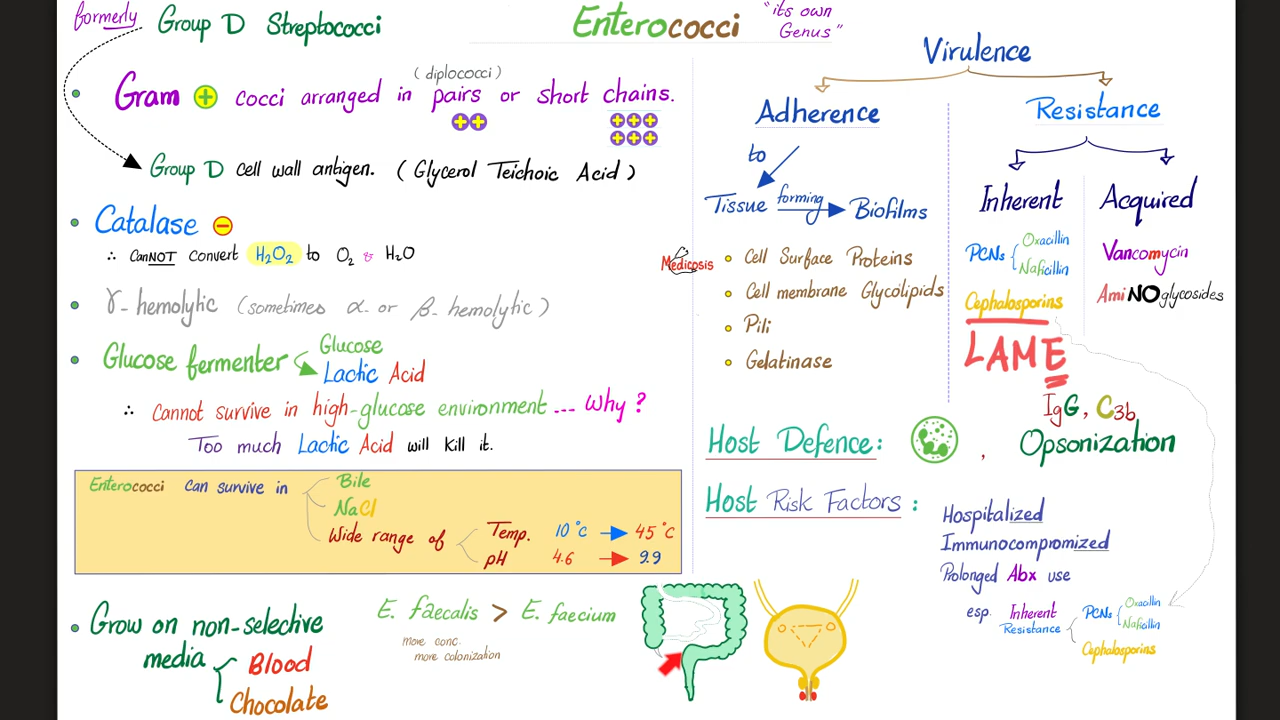 formerly Group D Streptococci
Enterococci "its own Genus"
Gram + cocci arranged in pairs or short chains.
(diplococci)
Group D cell wall antigen. (Glycerol Teichoic Acid)
Catalase −
∴ CanNOT convert H₂O₂ to O₂ & H₂O
γ-hemolytic (sometimes α- or β-hemolytic)
Glucose fermenter Glucose
Lactic Acid
∴ Cannot survive in high-glucose environment .... Why?
Too much Lactic Acid will kill it.
Enterococci can survive in
Bile
NaCl
Wide range of
Temp. 10°C → 45°C
pH 4.6 → 9.9
Grow on non-selective
media
Blood
Chocolate
E. faecalis > E. faecium
more conc.
more colonization
Virulence
Adherence
to
Tissue forming Biofilms
Medicosis
Cell Surface Proteins
Cell membrane Glycolipids
Pili
Gelatinase
Resistance
Inherent
PCNs { Oxacillin
Naficillin
Cephalosporins
LAME
Acquired
Vancomycin
AmiNOglycosides
Host Defence: , IgG, C3b
Opsonization
Host Risk Factors:
Hospitalized
Immunocompromized
Prolonged Abx use
esp. Inherent
Resistance
PCNs { Oxacillin
Nafcillin
Cephalosporins